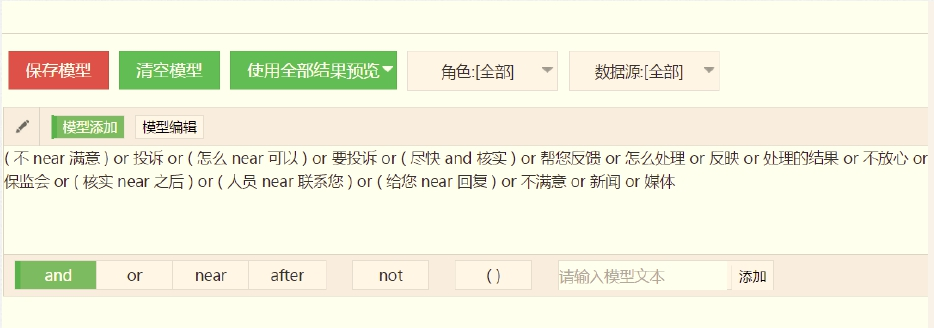 保存模型 清空模型 使用全部结果预览 角色:[全部] 数据源:[全部]
模型添加 模型编辑
( 不 near 满意 ) or 投诉 or ( 怎么 near 可以 ) or 要投诉 or ( 尽快 and 核实 ) or 帮您反馈 or 怎么处理 or 反映 or 处理的结果 or 不放心 or
保监会 or ( 核实 near 之后 ) or ( 人员 near 联系您 ) or ( 给您 near 回复 ) or 不满意 or 新闻 or 媒体
and or near after not ( ) 请输入模型文本 添加